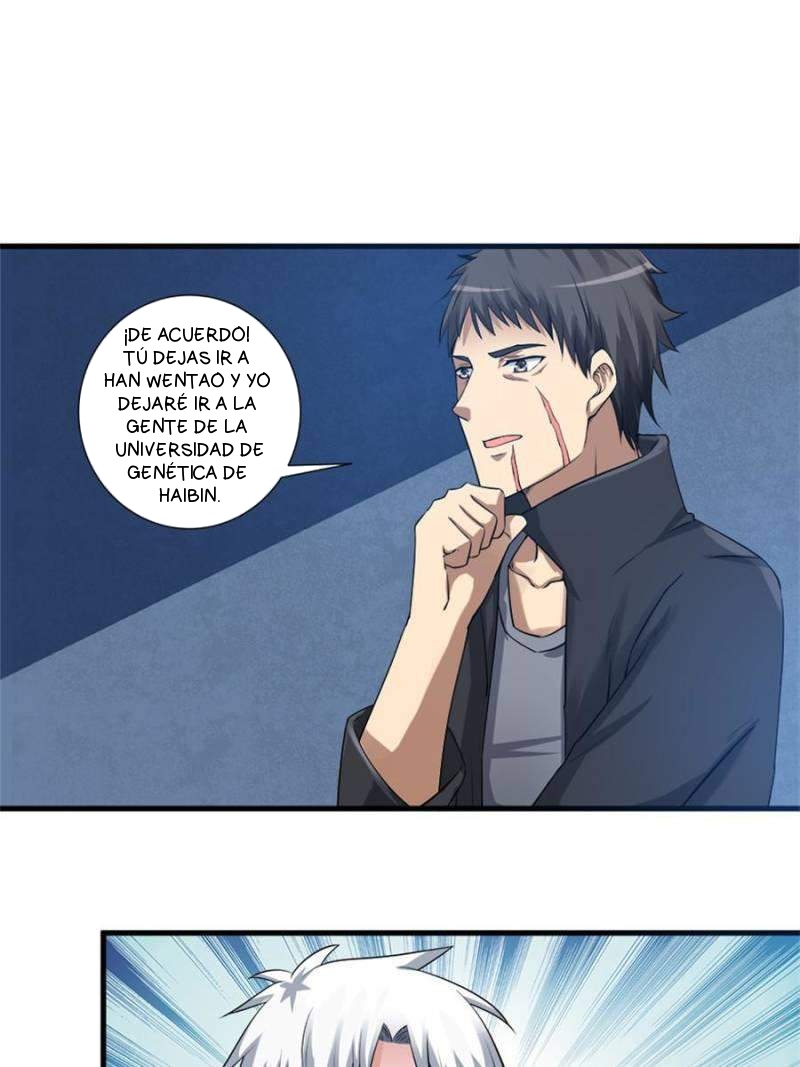 ¡DE ACUERDO!
TÚ DEJAS IR A
HAN WENTAO Y YO
DEJARÉ IR A LA
GENTE DE LA
UNIVERSIDAD DE
GENÉTICA DE
HAIBIN.